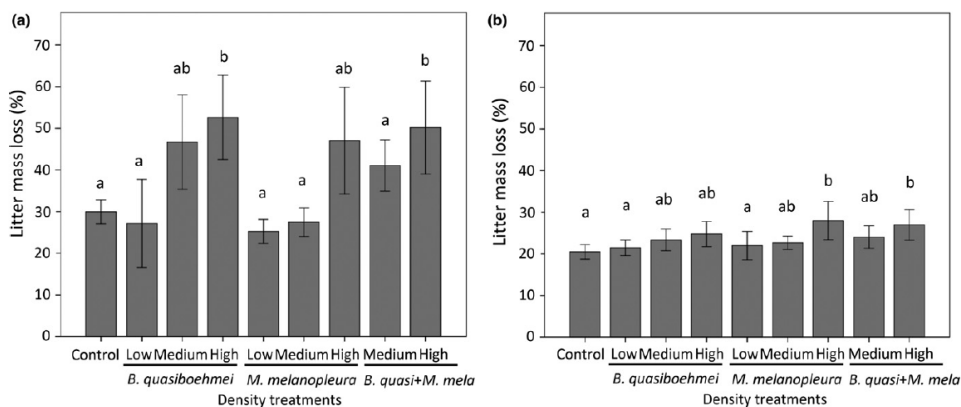 (a)
Litter mass loss (%)
70
60
50
40
30
20
10
0
a
a
ab
b
a
a
ab
a
b
Control Low Medium High Low Medium High Medium High
B. quasiboehmei M. melanopleura B. quasi+M. mela
Density treatments
(b)
Litter mass loss (%)
70
60
50
40
30
20
10
0
a
a
ab
ab
a
ab
b
ab
b
Control Low Medium High Low Medium High Medium High
B. quasiboehmei M. melanopleura B. quasi+M. mela
Density treatments